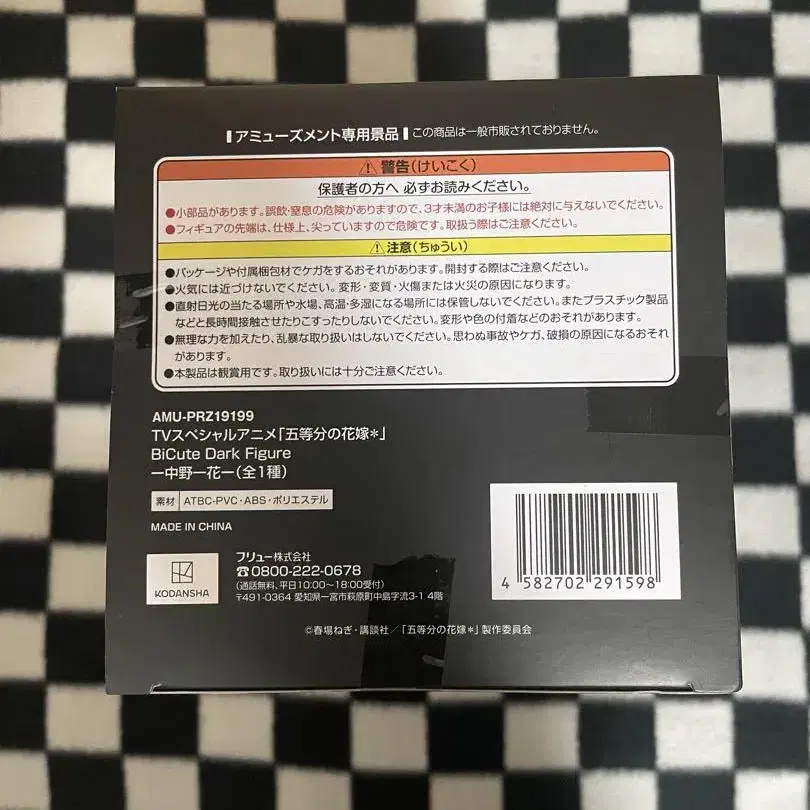 アミューズメント専用景品 この商品は一般市販されておりません。
警告(けいこく)
保護者の方へ 必ずお読みください。
●小部品があります。誤飲・窒息の危険がありますので、3才未満のお子様には絶対に与えないでください。
●フィギュアの先端は、仕様上、尖っていますので危険です。取扱う際はご注意ください。
注意(ちゅうい)
●パッケージや付属梱包材でケガをするおそれがあります。開封する際はご注意ください。
●火気には近づけないでください。変形・変質・火傷または火災の原因になります。
●直射日光の当たる場所や水場、高温・多湿になる場所には保管しないでください。またプラスチック製品
などと長時間接触させたりこすったりしないでください。変形や色の付着などのおそれがあります。
●無理な力を加えたり、乱暴な取り扱いはしないでください。思わぬ事故やケガ、破損の原因になるおそれ
があります。
●本製品は観賞用です。取り扱いには十分ご注意ください。
AMU-PRZ19199
TVスペシャルアニメ「五等分の花嫁*」
BiCute Dark Figure
ー中野一花ー(全1種)
素材 ATBC-PVC・ABS・ポリエステル
MADE IN CHINA
KODANSHA
フリュー株式会社
☎0800-222-0678
(通話無料、平日10:00~18:00受付)
〒491-0364 愛知県一宮市萩原町中島字流3-1 4階
4 582702 291598
©春場ねぎ・講談社/「五等分の花嫁*」製作委員会